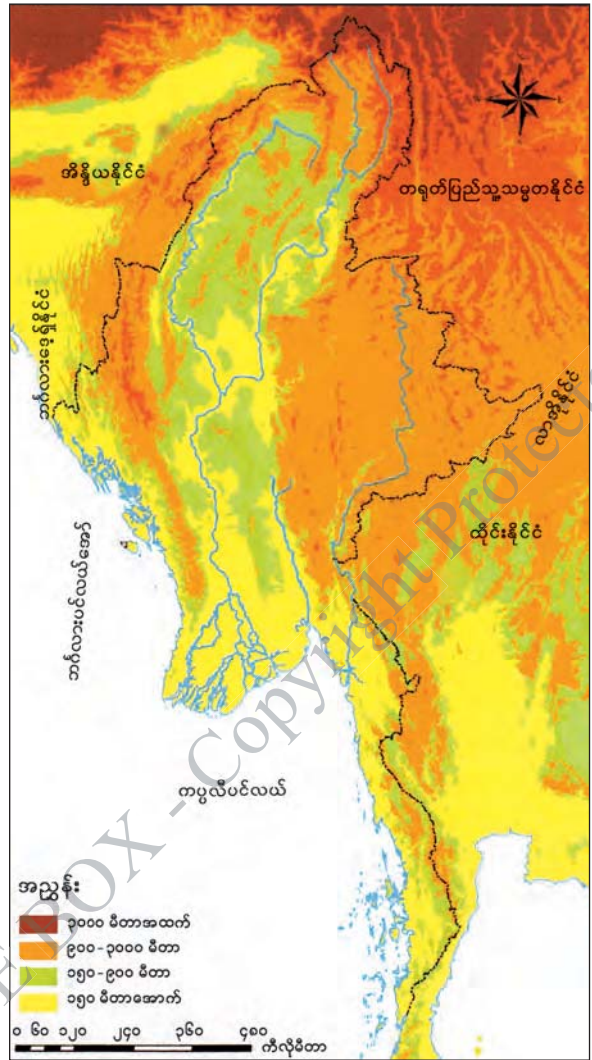 အိန္ဒိယနိုင်ငံ
တရုတ်ပြည်သူ့သမ္မတနိုင်ငံ
ဘင်္ဂလားဒေ့ရှ်နိုင်ငံ
လာအိုနိုင်ငံ
ထိုင်းနိုင်ငံ
ဘင်္ဂလားပင်လယ်အော်
ကပ္ပလီပင်လယ်
အညွှန်း
၃၀၀၀ မီတာအထက်
၉၀၀ - ၃၀၀၀ မီတာ
၁၅၀ - ၉၀၀ မီတာ
၁၅၀ မီတာအောက်
၀ ၆၀ ၁၂၀ ၂၄၀ ၃၆၀ ၄၈၀
ကီလိုမီတာ
E BOX - Copyright Protec